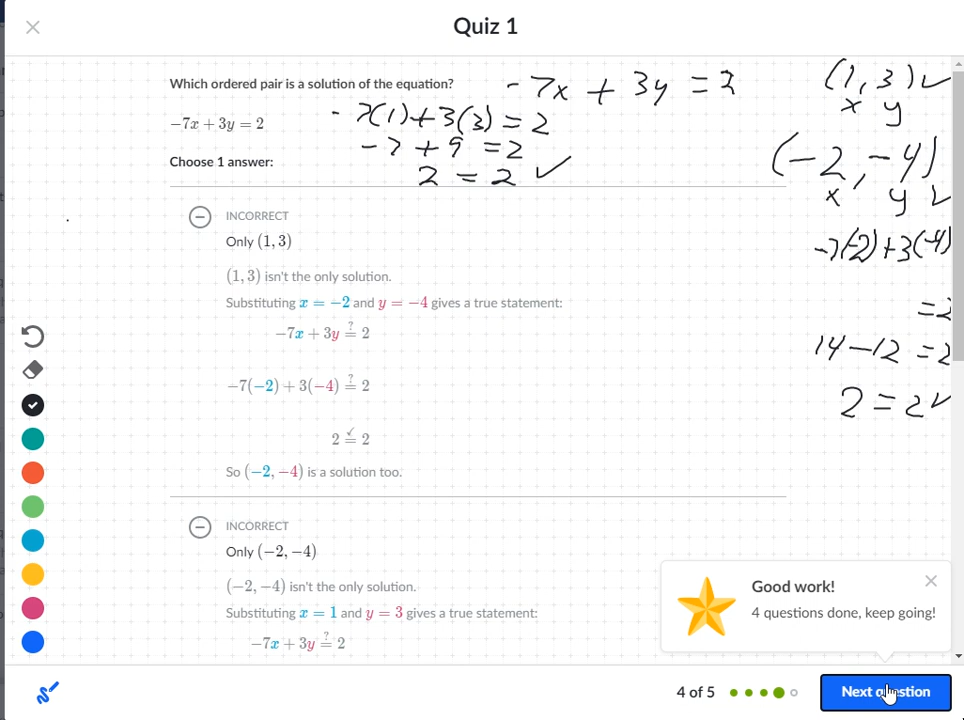 Quiz 1
Which ordered pair is a solution of the equation?
-7x + 3y = 2
(1, 3) ✓
x y
−7x + 3y = 2
- 7(1) + 3(3) = 2
- 7 + 9 = 2
2 = 2 ✓
Choose 1 answer:
(-2, -4)
x y ✓
-7(-2) + 3(-4)
= 2
14 - 12 = 2
2 = 2 ✓
INCORRECT
Only (1, 3)
(1, 3) isn't the only solution.
Substituting x = −2 and y = −4 gives a true statement:
−7x + 3y ≟ 2
−7(−2) + 3(−4) ≟ 2
2 ✓= 2
So (−2, −4) is a solution too.
INCORRECT
Only (−2, −4)
(−2, −4) isn't the only solution.
Substituting x = 1 and y = 3 gives a true statement:
−7x + 3y ≟ 2
Good work!
4 questions done, keep going!
4 of 5
Next question